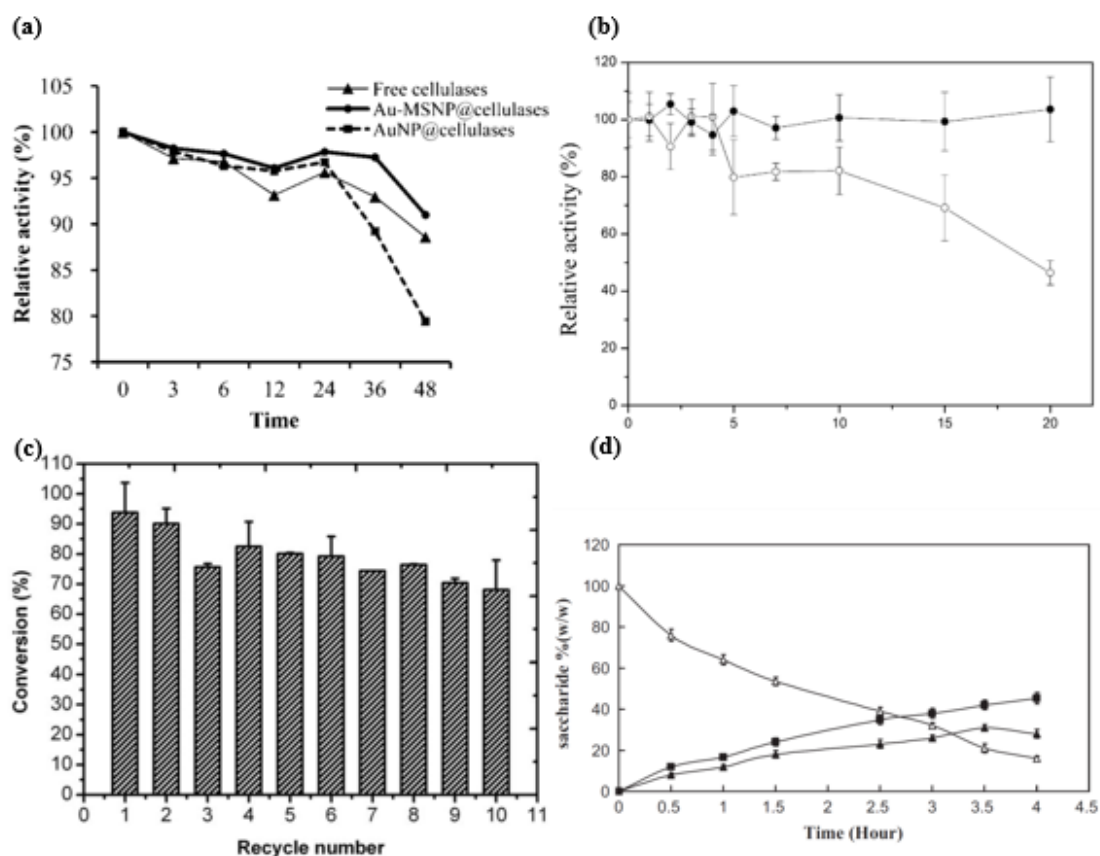 (a)
105
100
95
90
85
80
75
Relative activity (%)
Free cellulases
Au-MSNP@cellulases
AuNP@cellulases
0 3 6 12 24 36 48
Time
(b)
120
100
80
60
40
20
0
Relative activity (%)
0 5 10 15 20
(c)
110
100
90
80
70
60
50
40
30
20
10
0
Conversion (%)
0 1 2 3 4 5 6 7 8 9 10 11
Recycle number
(d)
120
100
80
60
40
20
0
saccharide %(w/w)
0 0.5 1 1.5 2 2.5 3 3.5 4 4.5
Time (Hour)